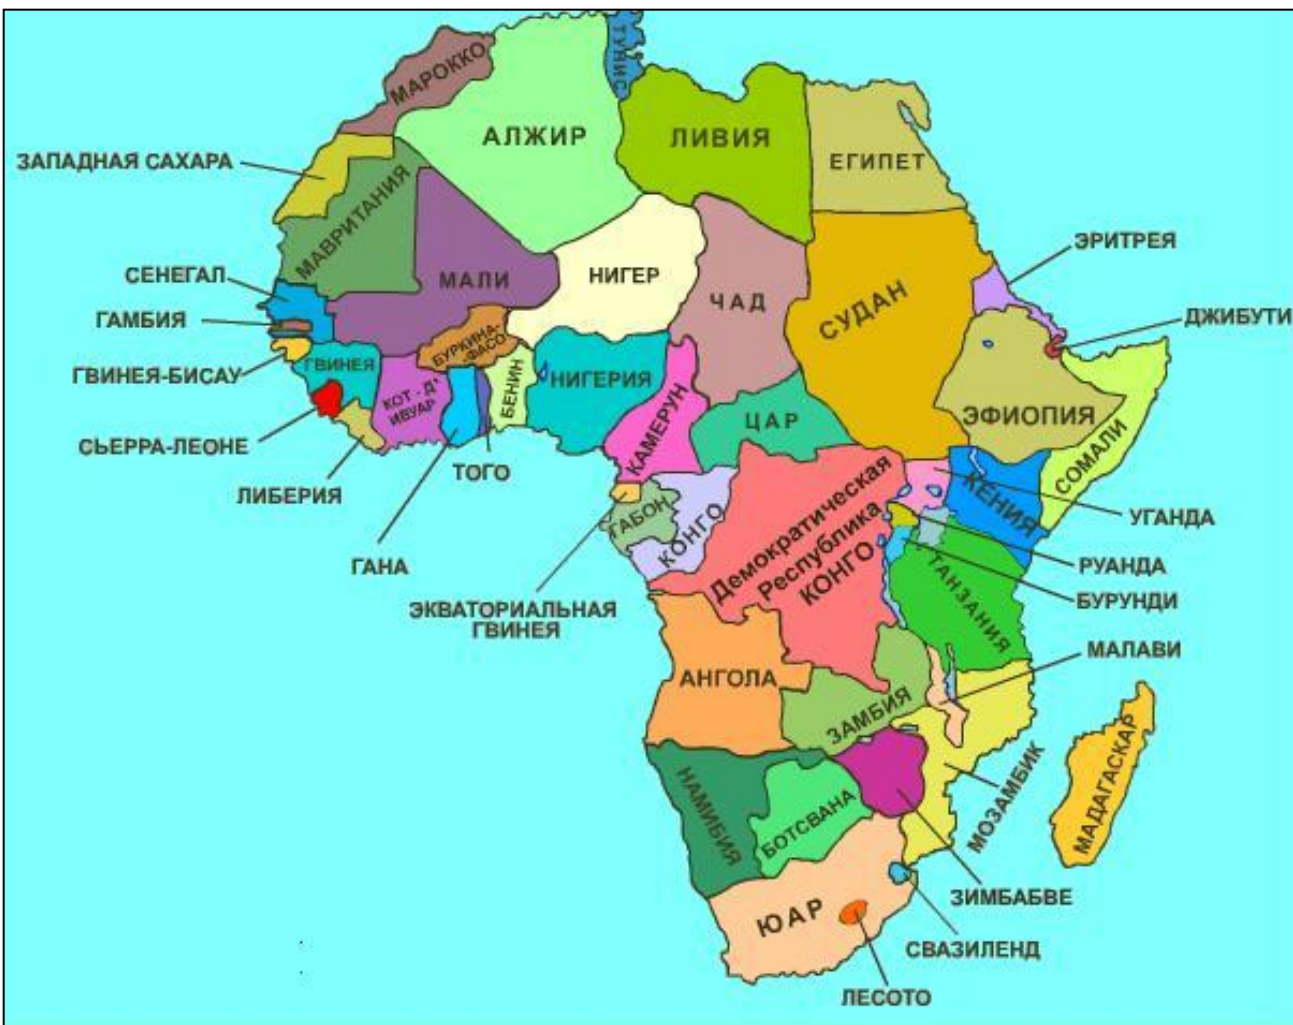 ТУНИС
МАРОККО
АЛЖИР
ЛИВИЯ
ЕГИПЕТ
ЗАПАДНАЯ САХАРА
МАВРИТАНИЯ
МАЛИ
НИГЕР
ЧАД
СУДАН
ЭРИТРЕЯ
СЕНЕГАЛ
ГАМБИЯ
ДЖИБУТИ
ГВИНЕЯ-БИСАУ
ГВИНЕЯ
БУРКИНА-
-ФАСО
КОТ - Д'
ИВУАР
БЕНИН
НИГЕРИЯ
КАМЕРУН
ЦАР
ЭФИОПИЯ
СОМАЛИ
СЬЕРРА-ЛЕОНЕ
ЛИБЕРИЯ
ТОГО
ГАНА
ЭКВАТОРИАЛЬНАЯ
ГВИНЕЯ
ГАБОН
КОНГО
Демократическая
Республика
КОНГО
КЕНИЯ
УГАНДА
РУАНДА
БУРУНДИ
ТАНЗАНИЯ
МАЛАВИ
АНГОЛА
ЗАМБИЯ
МОЗАМБИК
МАДАГАСКАР
НАМИБИЯ
БОТСВАНА
ЗИМБАБВЕ
ЮАР
СВАЗИЛЕНД
ЛЕСОТО